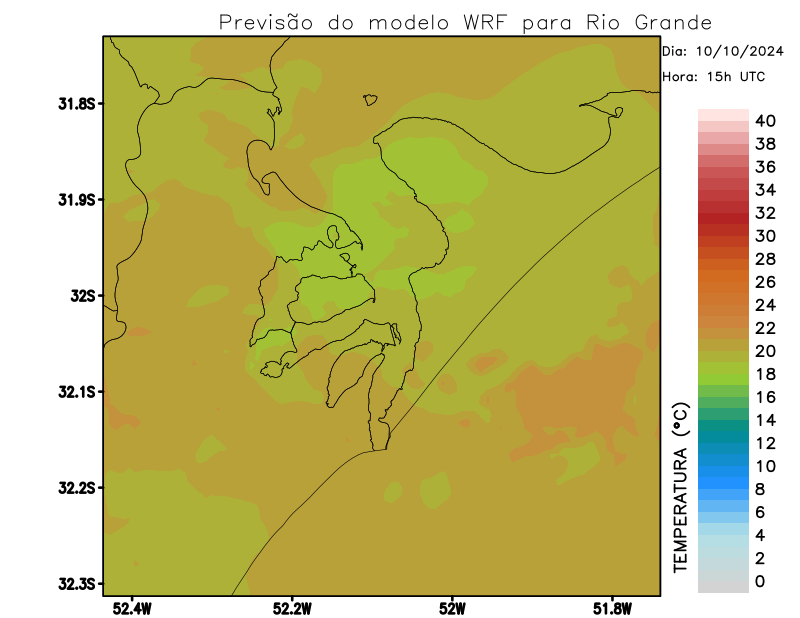 Previsão do modelo WRF para Rio Grande
Dia: 10/10/2024
Hora: 15h UTC
31.8S
31.9S
32S
32.1S
32.2S
32.3S
52.4W
52.2W
52W
51.8W
TEMPERATURA (°C)
40
38
36
34
32
30
28
26
24
22
20
18
16
14
12
10
8
6
4
2
0